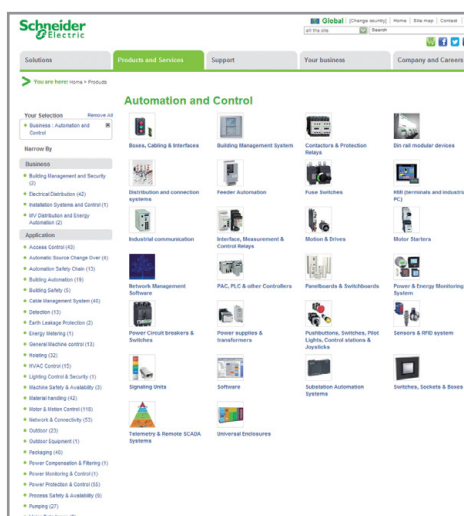 Schneider
Electric
Global | [Change country] | Home | Site map | Contact |
all the site
Search
Solutions
Products and Services
Support
Your business
Company and Careers
You are here: Home > Products
Automation and Control
Your Selection
Remove All
Business : Automation and
Control
Narrow By
Business
Building Management and Security
(3)
Electrical Distribution (42)
Installation Systems and Control (1)
MV Distribution and Energy
Automation (2)
Application
Access Control (43)
Automatic Source Change Over (4)
Automation Safety Chain (13)
Building Automation (19)
Building Safety (5)
Cable Management System (40)
Detection (13)
Earth Leakage Protection (2)
Energy Metering (1)
General Machine control (13)
Hoisting (32)
HVAC Control (15)
Lighting Control & Security (1)
Machine Safety & Availability (3)
Material handling (42)
Motor & Motion Control (118)
Network & Connectivity (53)
Outdoor (23)
Outdoor Equipment (1)
Packaging (40)
Power Compensation & Filtering (1)
Power Monitoring & Control (1)
Power Protection & Control (55)
Process Safety & Availability (9)
Pumping (27)
Boxes, Cabling & Interfaces
Building Management System
Contactors & Protection
Relays
Din rail modular devices
Distribution and connection
systems
Feeder Automation
Fuse Switches
HMI (terminals and industrial
PC)
Industrial communication
Interface, Measurement &
Control Relays
Motion & Drives
Motor Starters
Network Management
Software
PAC, PLC & other Controllers
Panelboards & Switchboards
Power & Energy Monitoring
System
Power Circuit breakers &
Switches
Power supplies &
transformers
Pushbuttons, Switches, Pilot
Lights, Control stations &
Joysticks
Sensors & RFID system
Signaling Units
Software
Substation Automation
Systems
Switches, Sockets & Boxes
Telemetry & Remote SCADA
Systems
Universal Enclosures